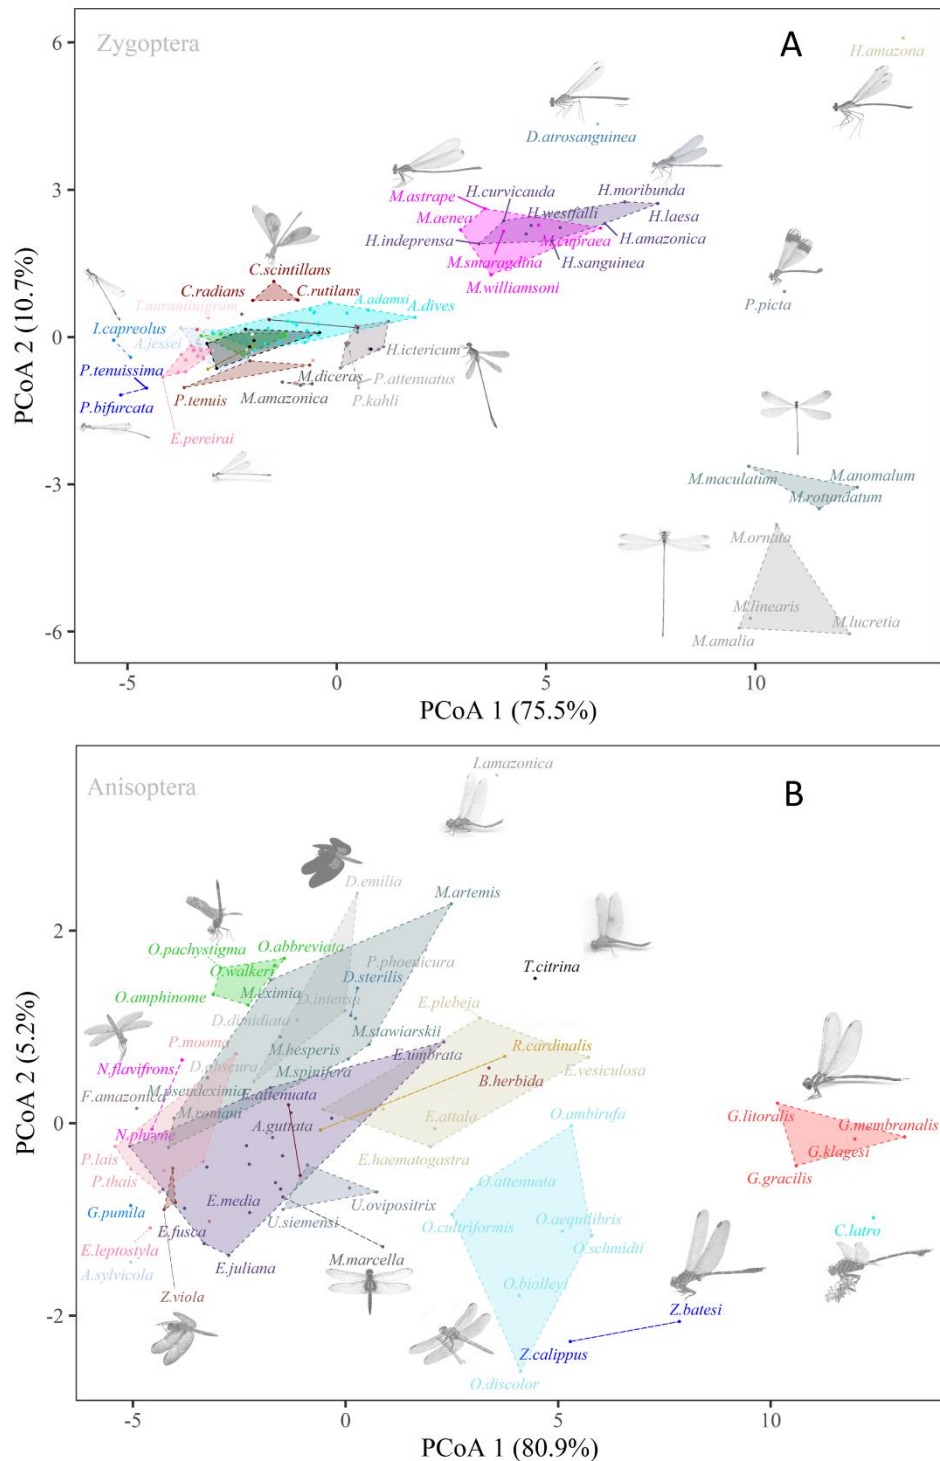 Zygoptera
A
H.amazona
D.atrosanguinea
M.astrape
H.curvicauda
H.moribunda
M.aenea
H.westfalli
H.laesa
H.indeprensa
M.cupraea
H.amazonica
M.smaragdina
H.sanguinea
M.williamsoni
C.scintillans
C.radians
C.rutilans
T.aurantinigrum
A.adamsi
A.dives
P.picta
I.capreolus
A.jessei
H.ictericum
P.tenuissima
M.diceras
P.attenuatus
P.bifurcata
P.tenuis
M.amazonica
P.kahli
E.pereirai
M.maculatum
M.anomalum
M.rotundatum
M.ornata
M.linearis
M.lucretia
M.amalia
6
3
0
-3
-6
PCoA 2 (10.7%)
-5
0
5
10
PCoA 1 (75.5%)
Anisoptera
B
I.amazonica
D.emilia
M.artemis
O.pachystigma
O.abbreviata
O.walkeri
P.phoenicura
T.citrina
D.sterilis
O.amphinome
M.eximia
D.intensa
E.plebeja
D.dimidiata
M.stawiarskii
P.mooma
M.hesperis
E.umbrata
R.cardinalis
N.flavifrons
D.obscura
M.spinifera
E.vesiculosa
B.herbida
F.amazonica
M.pseudeximia
E.attenuata
M.romani
E.attala
O.ambirufa
G.litoralis
G.membranalis
N.phryne
A.guttata
E.haematogastra
G.klagesi
P.lais
G.gracilis
P.thais
O.attenuata
G.pumila
E.media
U.ovipositrix
E.fusca
U.siemensi
O.cultriformis
O.aequilibris
C.latro
E.leptostyla
O.schmidti
A.sylvicola
E.juliana
M.marcella
Z.viola
O.biolleyi
Z.batesi
Z.calippus
O.discolor
2
0
-2
PCoA 2 (5.2%)
-5
0
5
10
PCoA 1 (80.9%)